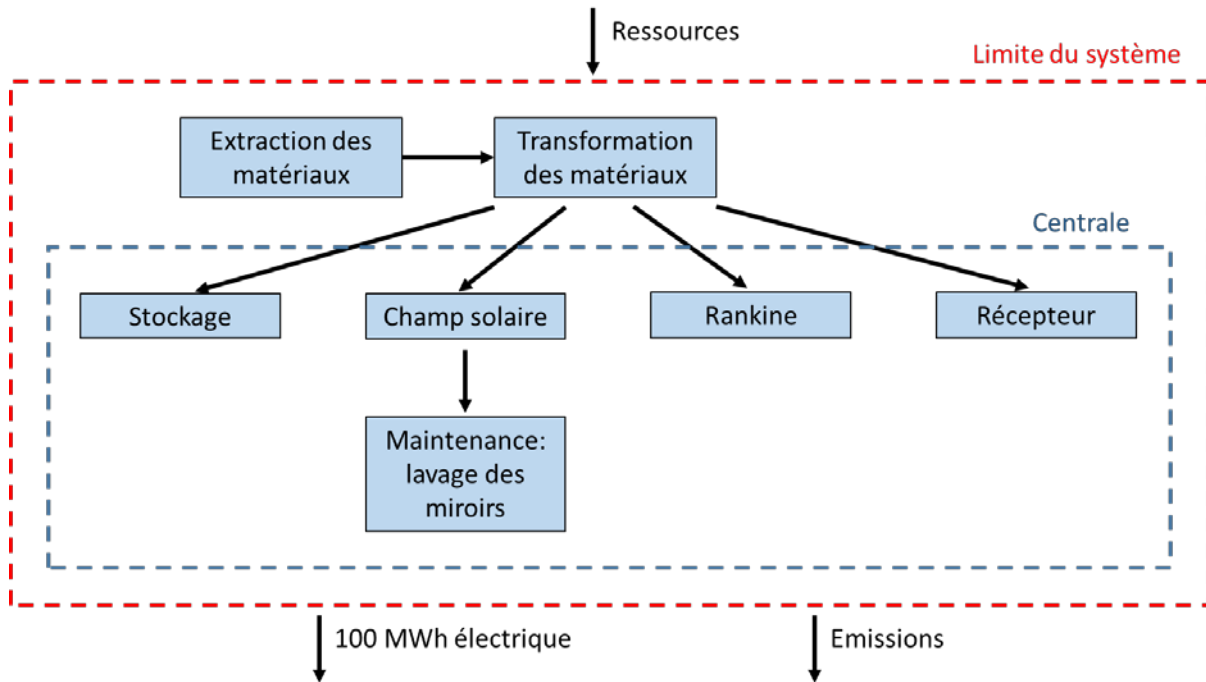 Ressources
Limite du système
Extraction des
matériaux
Transformation
des matériaux
Centrale
Stockage
Champ solaire
Rankine
Récepteur
Maintenance:
lavage des
miroirs
100 MWh électrique
Emissions